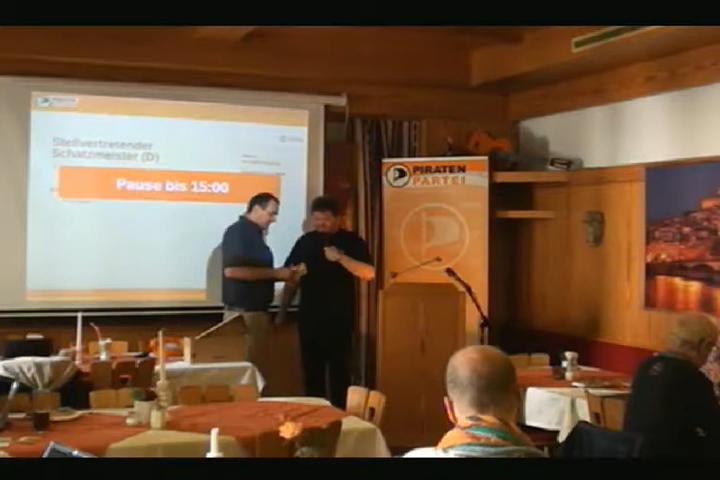 Stellvertretender
Schatzmeister (D)
Pause bis 15:00
PIRATEN
PARTEI